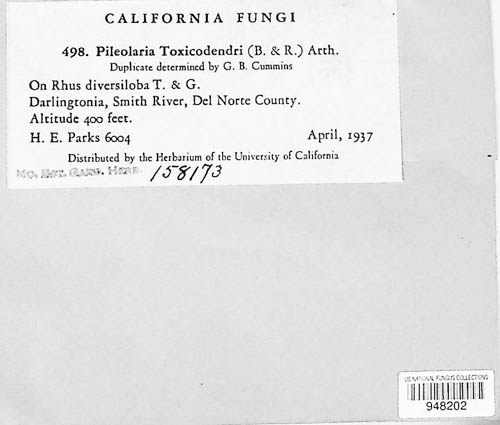 CALIFORNIA FUNGI
498. Pileolaria Toxicodendri (B. & R.) Arth.
Duplicate determined by G. B. Cummins
On Rhus diversiloba T. & G.
Darlingtonia, Smith River, Del Norte County.
Altitude 400 feet.
H. E. Parks 6004 April, 1937
Distributed by the Herbarium of the University of California
MO. BOT. GARD. HERB. 158173
US NATIONAL FUNGUS COLLECTIONS
948202